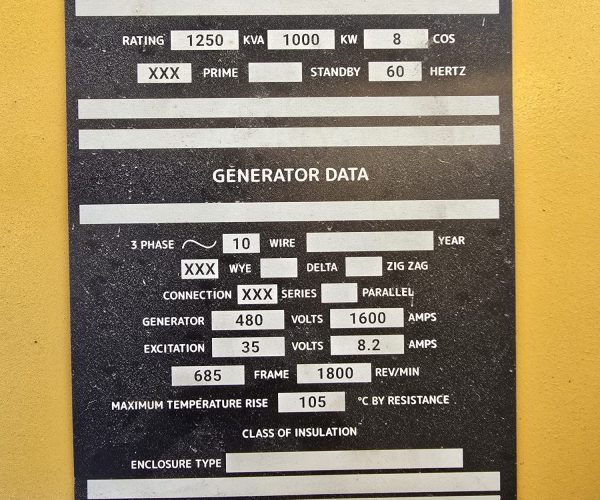 RATING 1250 KVA 1000 KW 8 COS
XXX PRIME STANDBY 60 HERTZ
GENERATOR DATA
3 PHASE 10 WIRE YEAR
XXX WYE DELTA ZIG ZAG
CONNECTION XXX SERIES PARALLEL
GENERATOR 480 VOLTS 1600 AMPS
EXCITATION 35 VOLTS 8.2 AMPS
685 FRAME 1800 REV/MIN
MAXIMUM TEMPERATURE RISE 105 °C BY RESISTANCE
CLASS OF INSULATION
ENCLOSURE TYPE